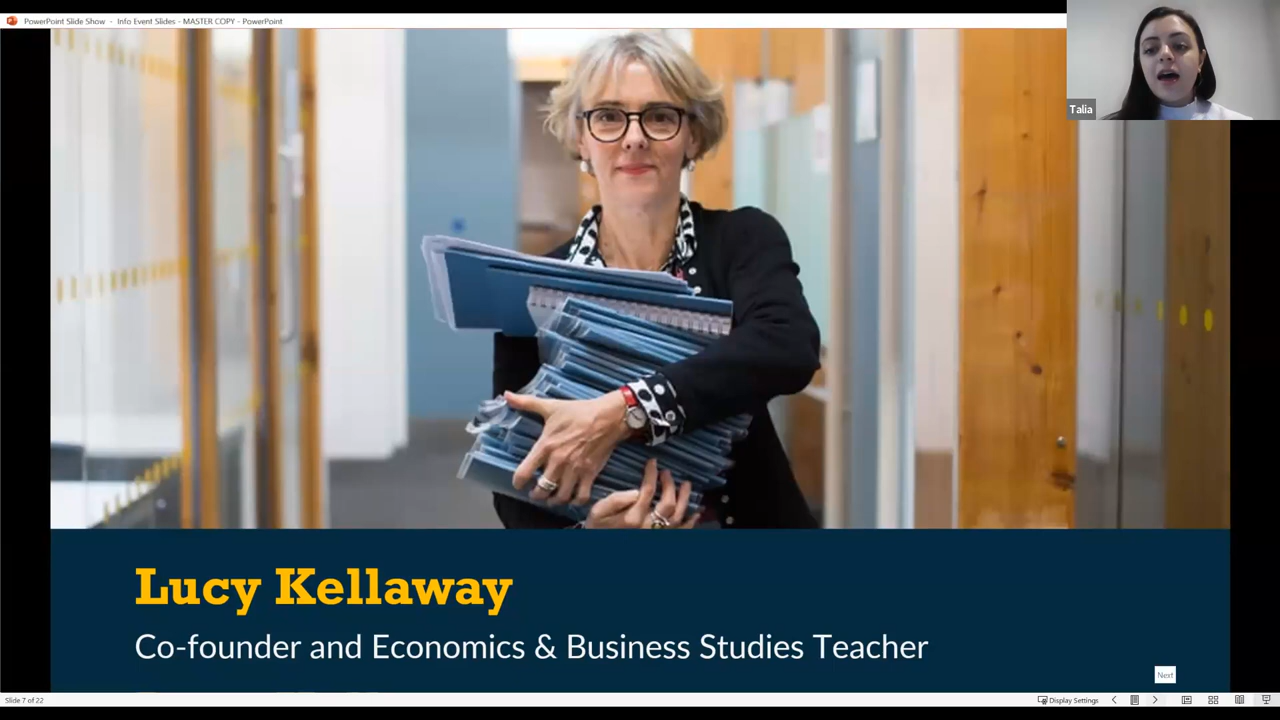 PowerPoint Slide Show - Info Event Slides - MASTER COPY - PowerPoint
Talia
Lucy Kellaway
Co-founder and Economics & Business Studies Teacher
Next
Slide 7 of 22
Display Settings